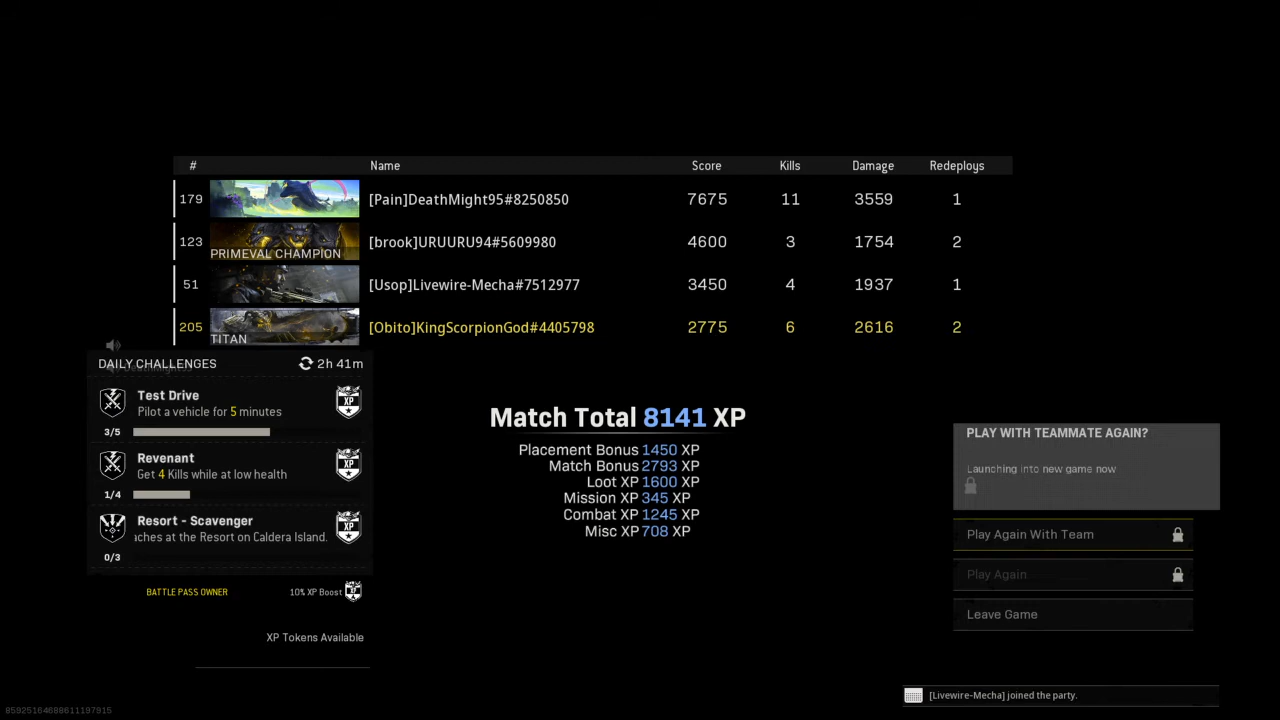 # Name Score Kills Damage Redeploys
179 [Pain]DeathMight95#8250850 7675 11 3559 1
123 PRIMEVAL CHAMPION [brook]URUURU94#5609980 4600 3 1754 2
51 [Usop]Livewire-Mecha#7512977 3450 4 1937 1
205 TITAN [Obito]KingScorpionGod#4405798 2775 6 2616 2
DAILY CHALLENGES 2h 41m
Test Drive
Pilot a vehicle for 5 minutes
XP
3/5
Revenant
Get 4 Kills while at low health
XP
1/4
Resort - Scavenger
aches at the Resort on Caldera Island.
XP
0/3
BATTLE PASS OWNER 10% XP Boost
XP Tokens Available
Match Total 8141 XP
Placement Bonus 1450 XP
Match Bonus 2793 XP
Loot XP 1600 XP
Mission XP 345 XP
Combat XP 1245 XP
Misc XP 708 XP
PLAY WITH TEAMMATE AGAIN?
Launching into new game now
Play Again With Team
Play Again
Leave Game
[Livewire-Mecha] joined the party.